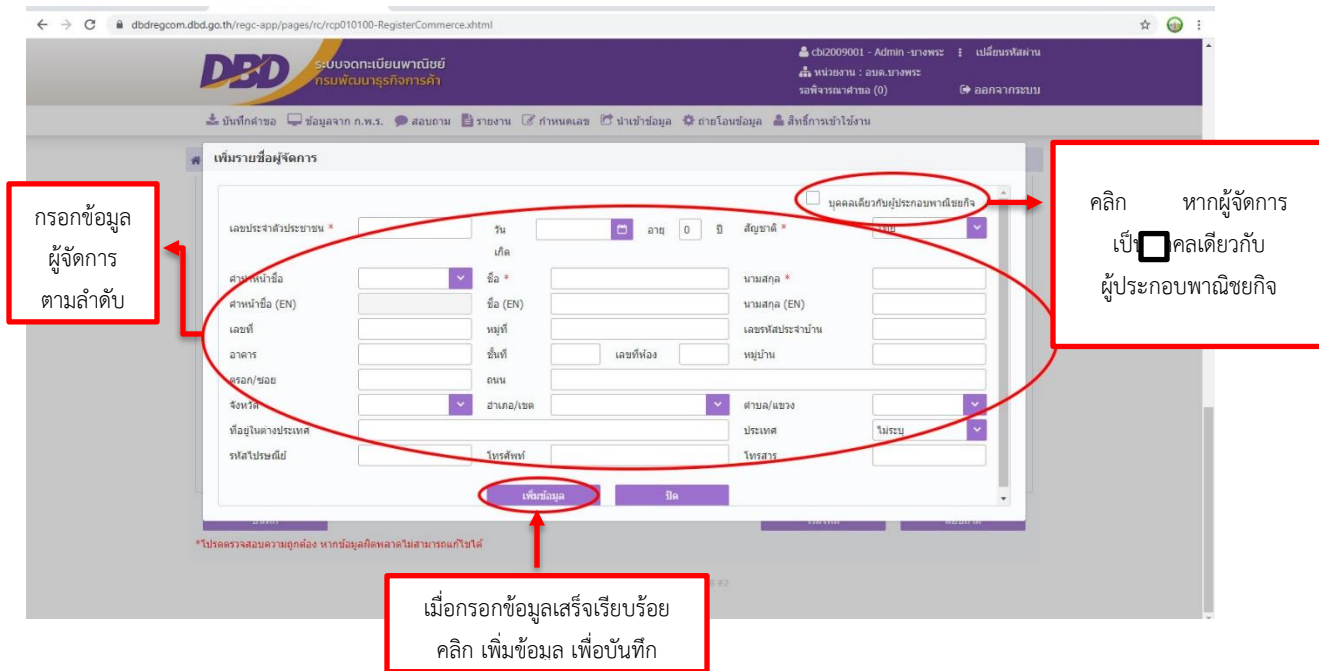 dbdregcom.dbd.go.th/regc-app/pages/rc/rcp010100-RegisterCommerce.xhtml
DBD ระบบจดทะเบียนพาณิชย์
กรมพัฒนาธุรกิจการค้า
cbi2009001 - Admin -บางพระ เปลี่ยนรหัสผ่าน
หน่วยงาน : อบต.บางพระ
รอพิจารณาคำขอ (0) ออกจากระบบ
บันทึกคำขอ ข้อมูลจาก ก.พ.ร. สอบถาม รายงาน กำหนดเลข นำเข้าข้อมูล ถ่ายโอนข้อมูล สิทธิ์การเข้าใช้งาน
เพิ่มรายชื่อผู้จัดการ
บุคคลเดียวกับผู้ประกอบพาณิชยกิจ
เลขประจำตัวประชาชน * วันเกิด อายุ 0 ปี สัญชาติ * ไทย
คำนำหน้าชื่อ ชื่อ * นามสกุล *
คำหน้าชื่อ (EN) ชื่อ (EN) นามสกุล (EN)
เลขที่ หมู่ที่ เลขรหัสประจำบ้าน
อาคาร ชั้นที่ เลขที่ห้อง หมู่บ้าน
ตรอก/ซอย ถนน
จังหวัด อำเภอ/เขต ตำบล/แขวง
ที่อยู่ในต่างประเทศ ประเทศ ไม่ระบุ
รหัสไปรษณีย์ โทรศัพท์ โทรสาร
เพิ่มข้อมูล ปิด
*โปรดตรวจสอบความถูกต้อง หากข้อมูลผิดพลาดไม่สามารถแก้ไขได้
กรอกข้อมูล
ผู้จัดการ
ตามลำดับ
คลิก หากผู้จัดการ
เป็น คลเดียวกับ
ผู้ประกอบพาณิชยกิจ
เมื่อกรอกข้อมูลเสร็จเรียบร้อย
คลิก เพิ่มข้อมูล เพื่อบันทึก